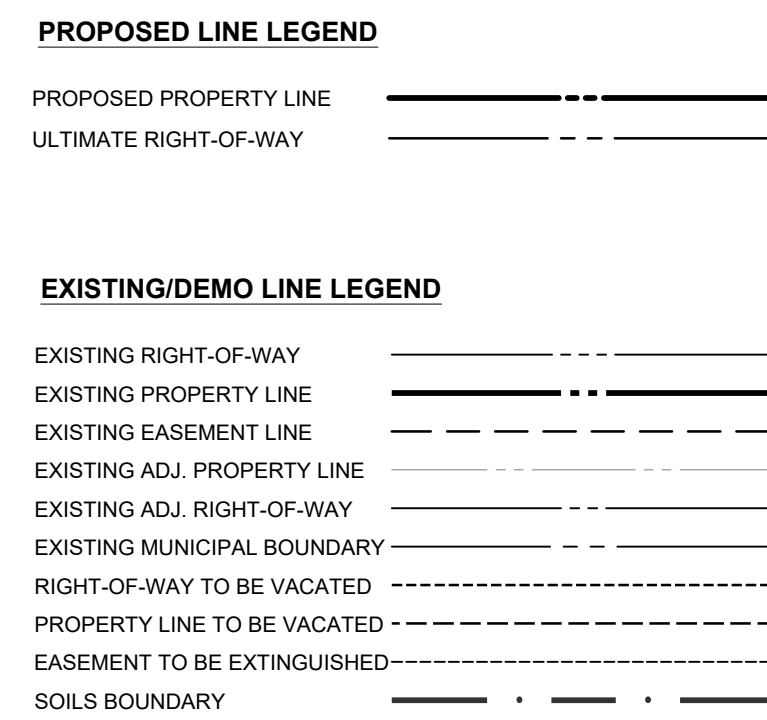 PROPOSED LINE LEGEND
PROPOSED PROPERTY LINE
ULTIMATE RIGHT-OF-WAY
EXISTING/DEMO LINE LEGEND
EXISTING RIGHT-OF-WAY
EXISTING PROPERTY LINE
EXISTING EASEMENT LINE
EXISTING ADJ. PROPERTY LINE
EXISTING ADJ. RIGHT-OF-WAY
EXISTING MUNICIPAL BOUNDARY
RIGHT-OF-WAY TO BE VACATED
PROPERTY LINE TO BE VACATED
EASEMENT TO BE EXTINGUISHED
SOILS BOUNDARY